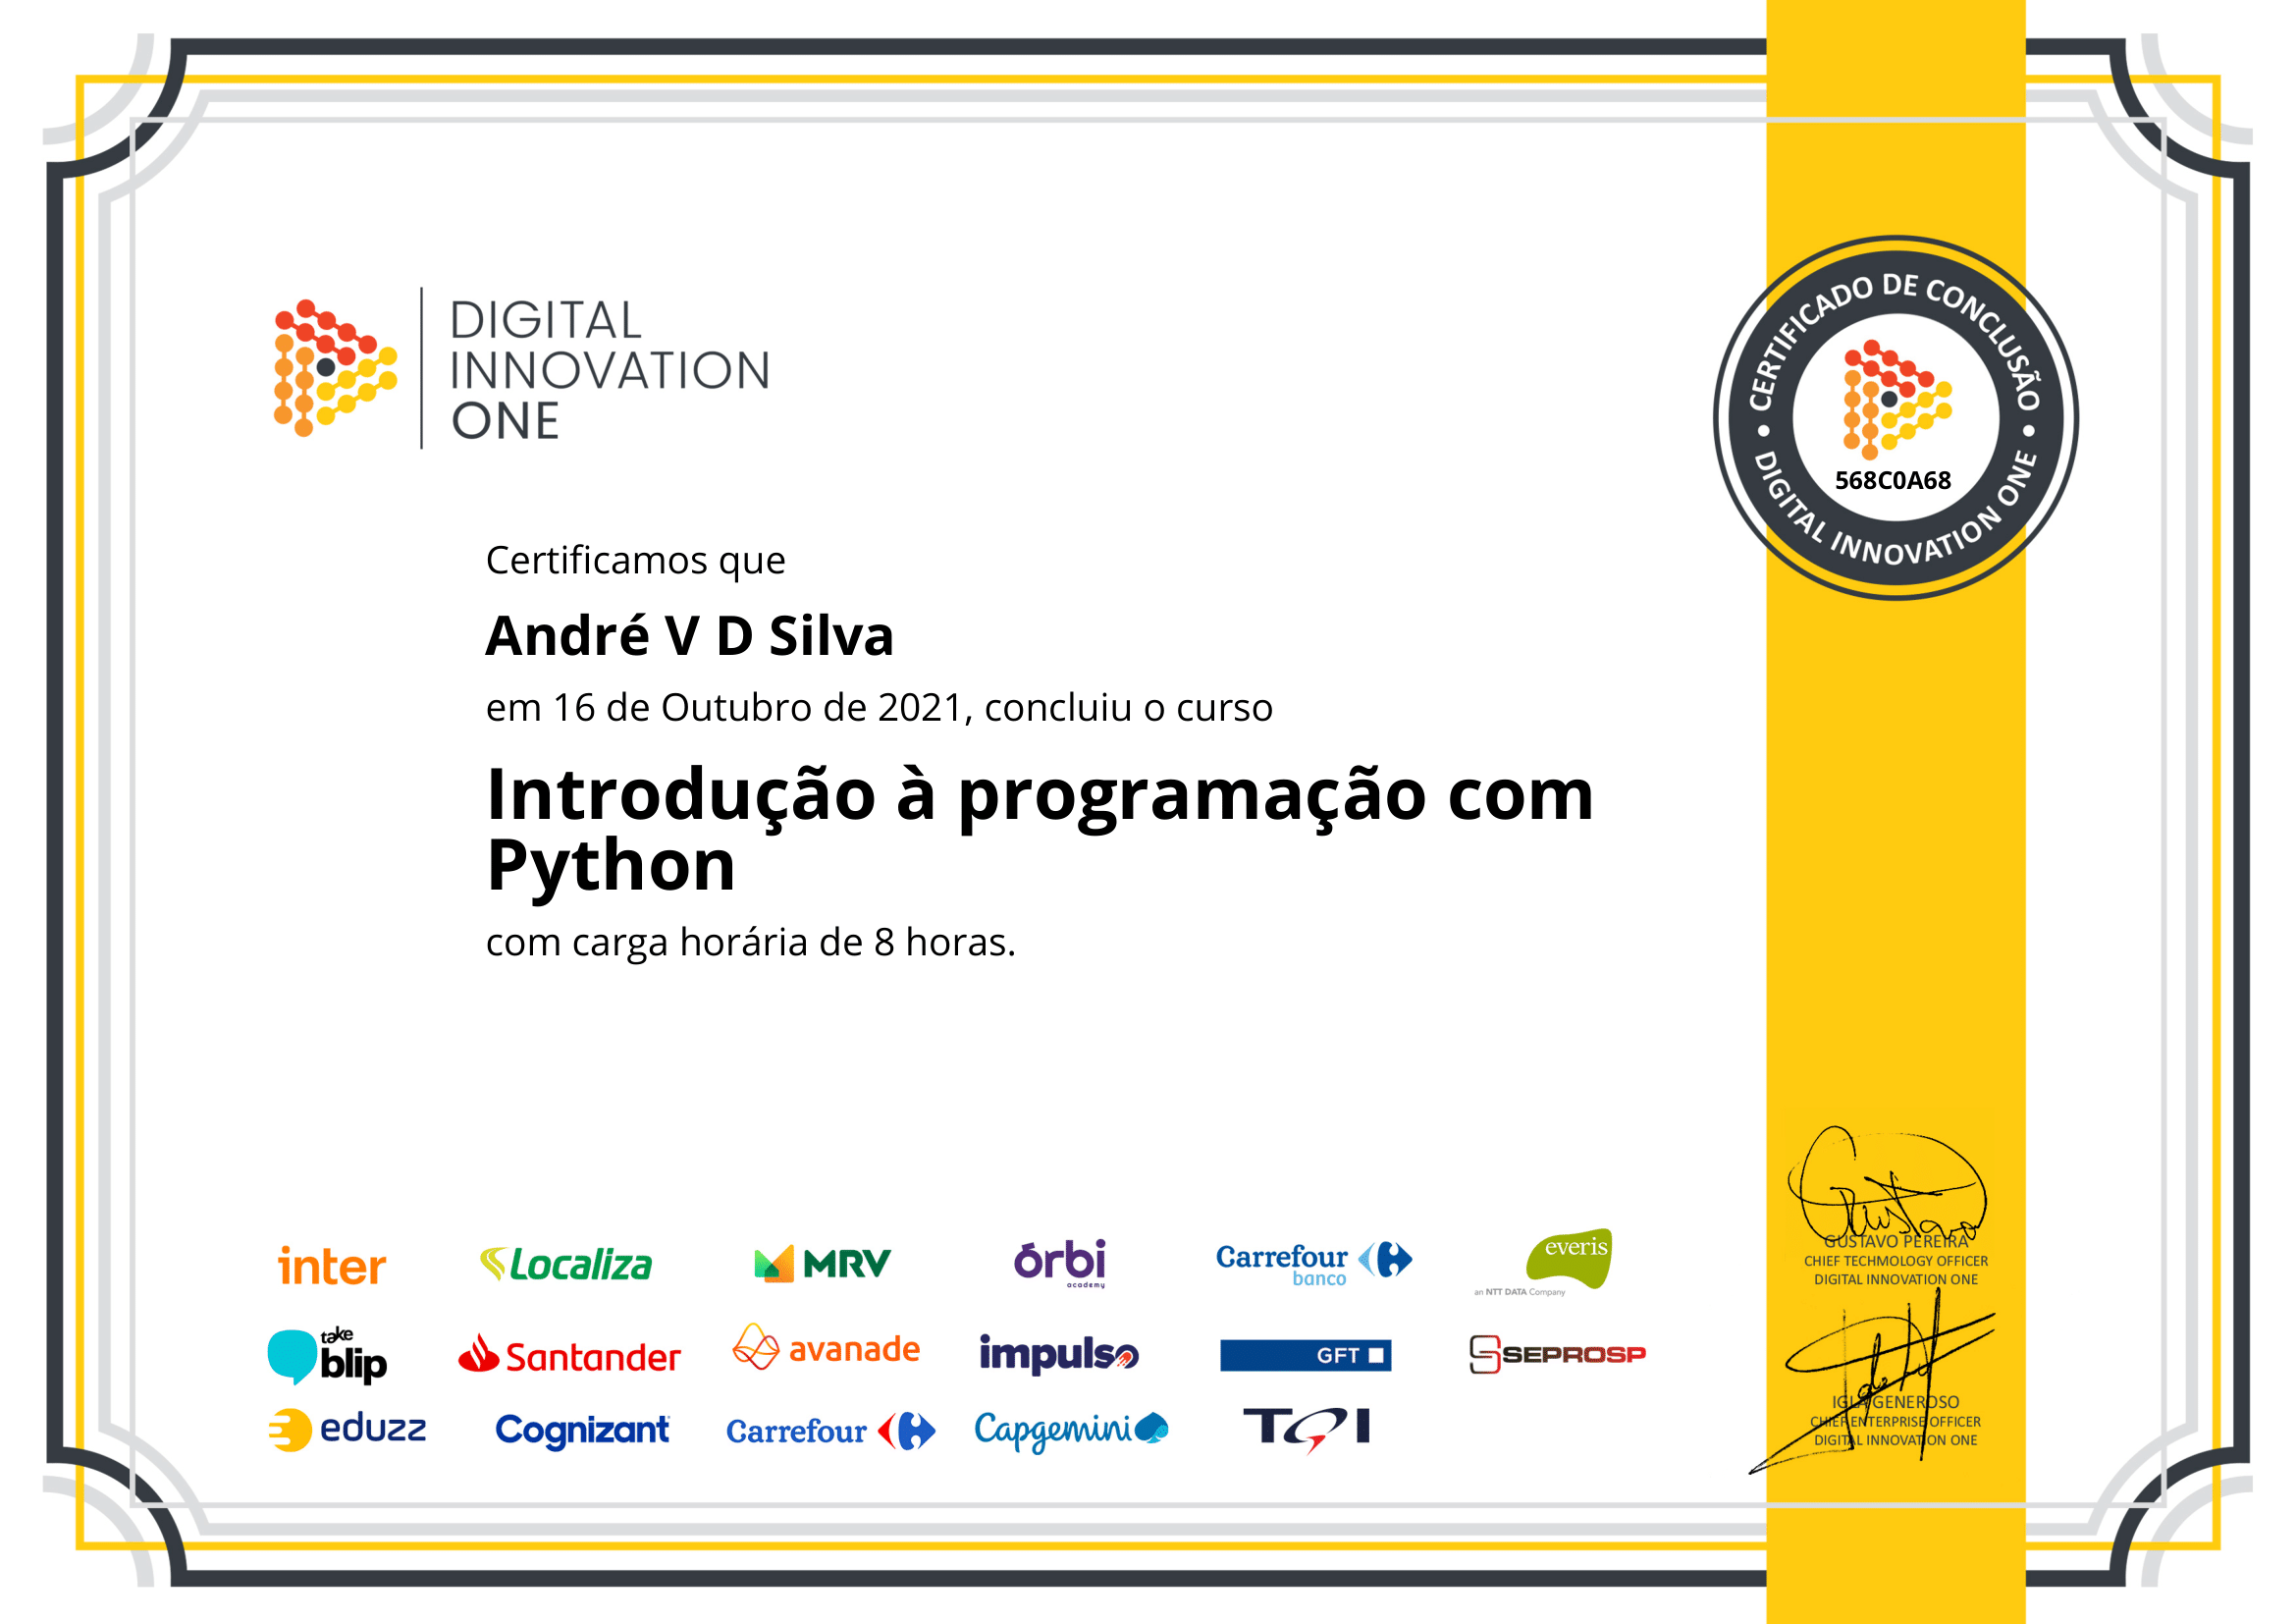 DIGITAL
INNOVATION
ONE
CERTIFICADO DE CONCLUSÃO
568C0A68
DIGITAL INNOVATION ONE
Certificamos que
André V D Silva
em 16 de Outubro de 2021, concluiu o curso
Introdução à programação com
Python
com carga horária de 8 horas.
GUSTAVO PEREIRA
CHIEF TECHMOLOGY OFFICER
DIGITAL INNOVATION ONE
inter
Localiza
MRV
órbi
academy
Carrefour
banco
everis
an NTT DATA Company
take
blip
Santander
avanade
impulso
GFT
SEPROSP
eduzz
Cognizant
Carrefour
Capgemini
TQI
IGLA GENEROSO
CHIEF ENTERPRISE OFFICER
DIGITAL INNOVATION ONE